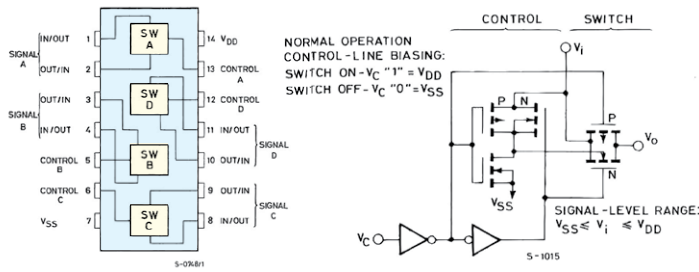 SIGNAL A
IN/OUT 1
OUT/IN 2
SIGNAL B
OUT/IN 3
IN/OUT 4
CONTROL B 5
CONTROL C 6
VSS 7
SW A
SW D
SW B
SW C
14 VDD
13 CONTROL A
12 CONTROL D
11 IN/OUT
10 OUT/IN
SIGNAL D
9 OUT/IN
8 IN/OUT
SIGNAL C
S-0748/1
CONTROL SWITCH
NORMAL OPERATION
CONTROL-LINE BIASING:
SWITCH ON-VC "1"=VDD
SWITCH OFF-VC "0"=VSS
Vi
P N
P
Vo
N
VSS
SIGNAL-LEVEL RANGE:
VSS ≤ Vi ≤ VDD
VC
S-1015